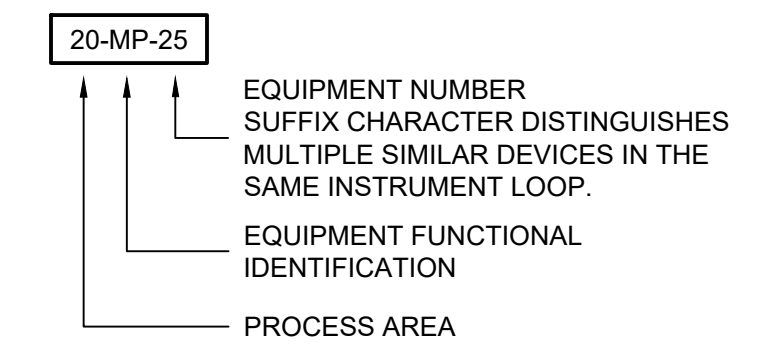 20-MP-25
EQUIPMENT NUMBER
SUFFIX CHARACTER DISTINGUISHES
MULTIPLE SIMILAR DEVICES IN THE
SAME INSTRUMENT LOOP.
EQUIPMENT FUNCTIONAL
IDENTIFICATION
PROCESS AREA